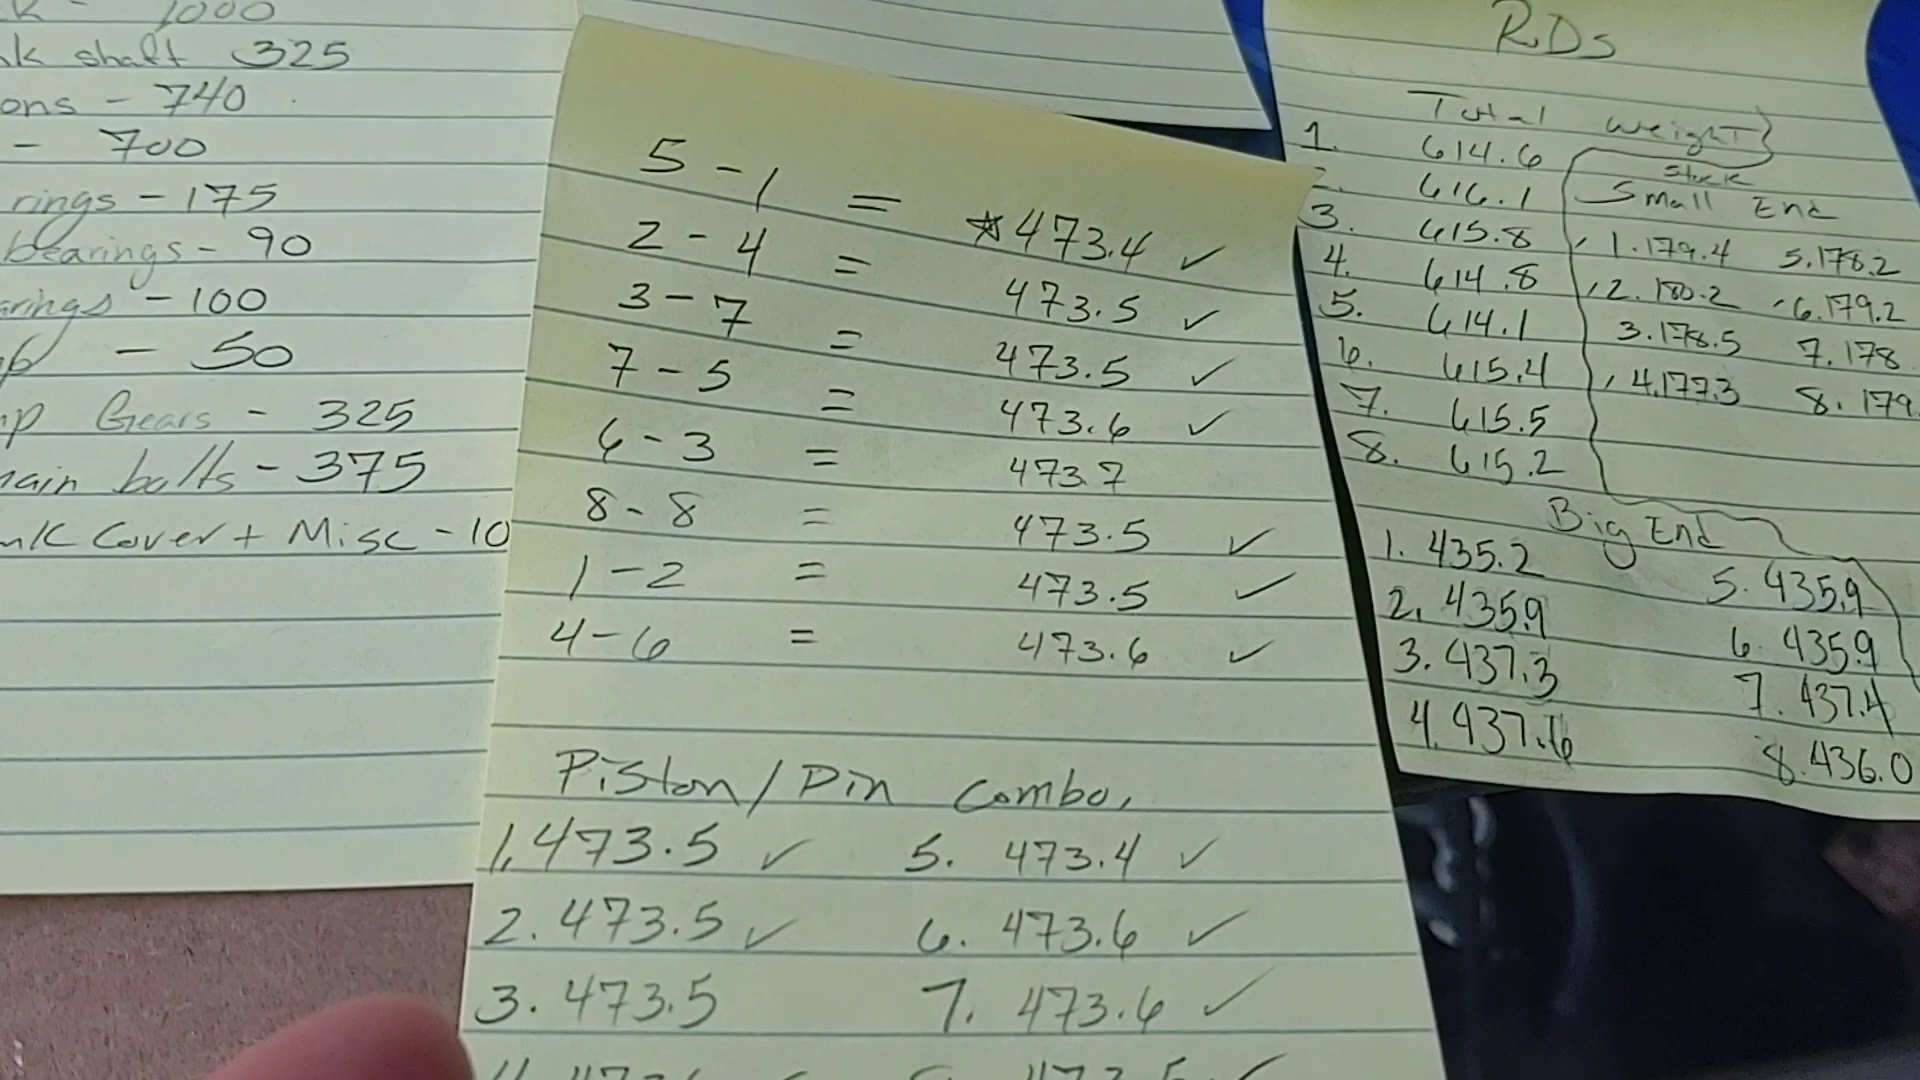 1000
shaft 325
- 740
- 700
rings - 175
bearings - 90
- 100
- 50
Gears - 325
bolts - 375
Cover + Misc - 10
5 - 1 = *473.4 ✓
2 - 4 = 473.5 ✓
3 - 7 = 473.5 ✓
7 - 5 = 473.6 ✓
6 - 3 = 473.7
8 - 8 = 473.5 ✓
1 - 2 = 473.5 ✓
4 - 6 = 473.6 ✓
Piston/Pin Combo,
1. 473.5 ✓ 5. 473.4 ✓
2. 473.5 ✓ 6. 473.6 ✓
3. 473.5 7. 473.6 ✓
RDs
Total Weight
1. 614.6
2. 616.1
3. 615.8
4. 614.8
5. 614.1
6. 615.4
7. 615.5
8. 615.2
Stock
Small End
1. 179.4 5. 178.2
2. 180.2 6. 179.2
3. 178.5 7. 178
4. 177.3 8. 179.
Big End
1. 435.2 5. 435.9
2. 435.9 6. 435.9
3. 437.3 7. 437.4
4. 437.6 8. 436.0